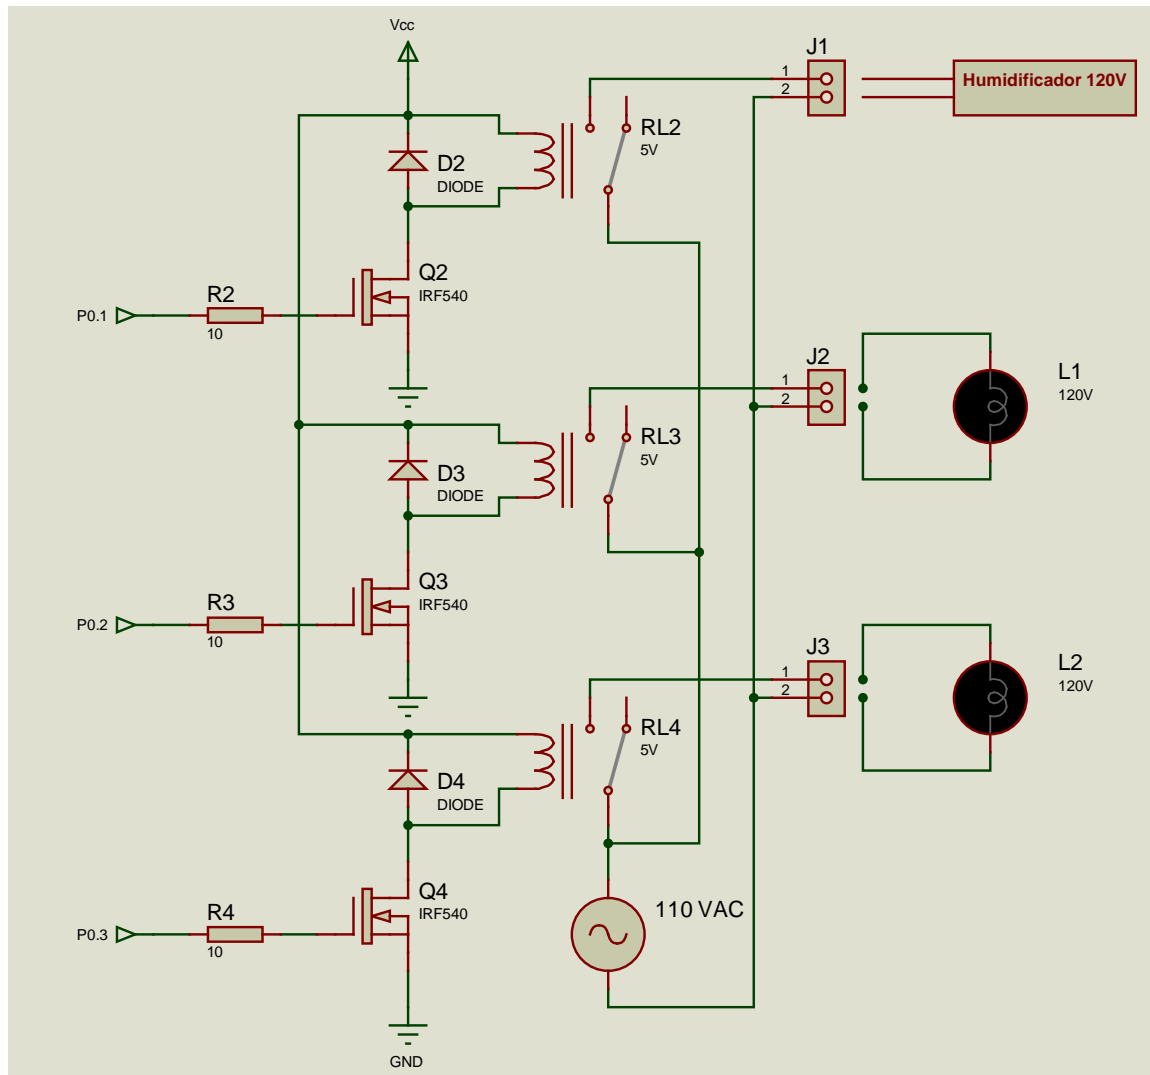 Vcc
J1
1
2
Humidificador 120V
RL2
5V
D2
DIODE
Q2
IRF540
R2
10
P0.1
J2
1
2
L1
120V
RL3
5V
D3
DIODE
Q3
IRF540
R3
10
P0.2
J3
1
2
L2
120V
RL4
5V
D4
DIODE
Q4
IRF540
R4
10
P0.3
110 VAC
GND